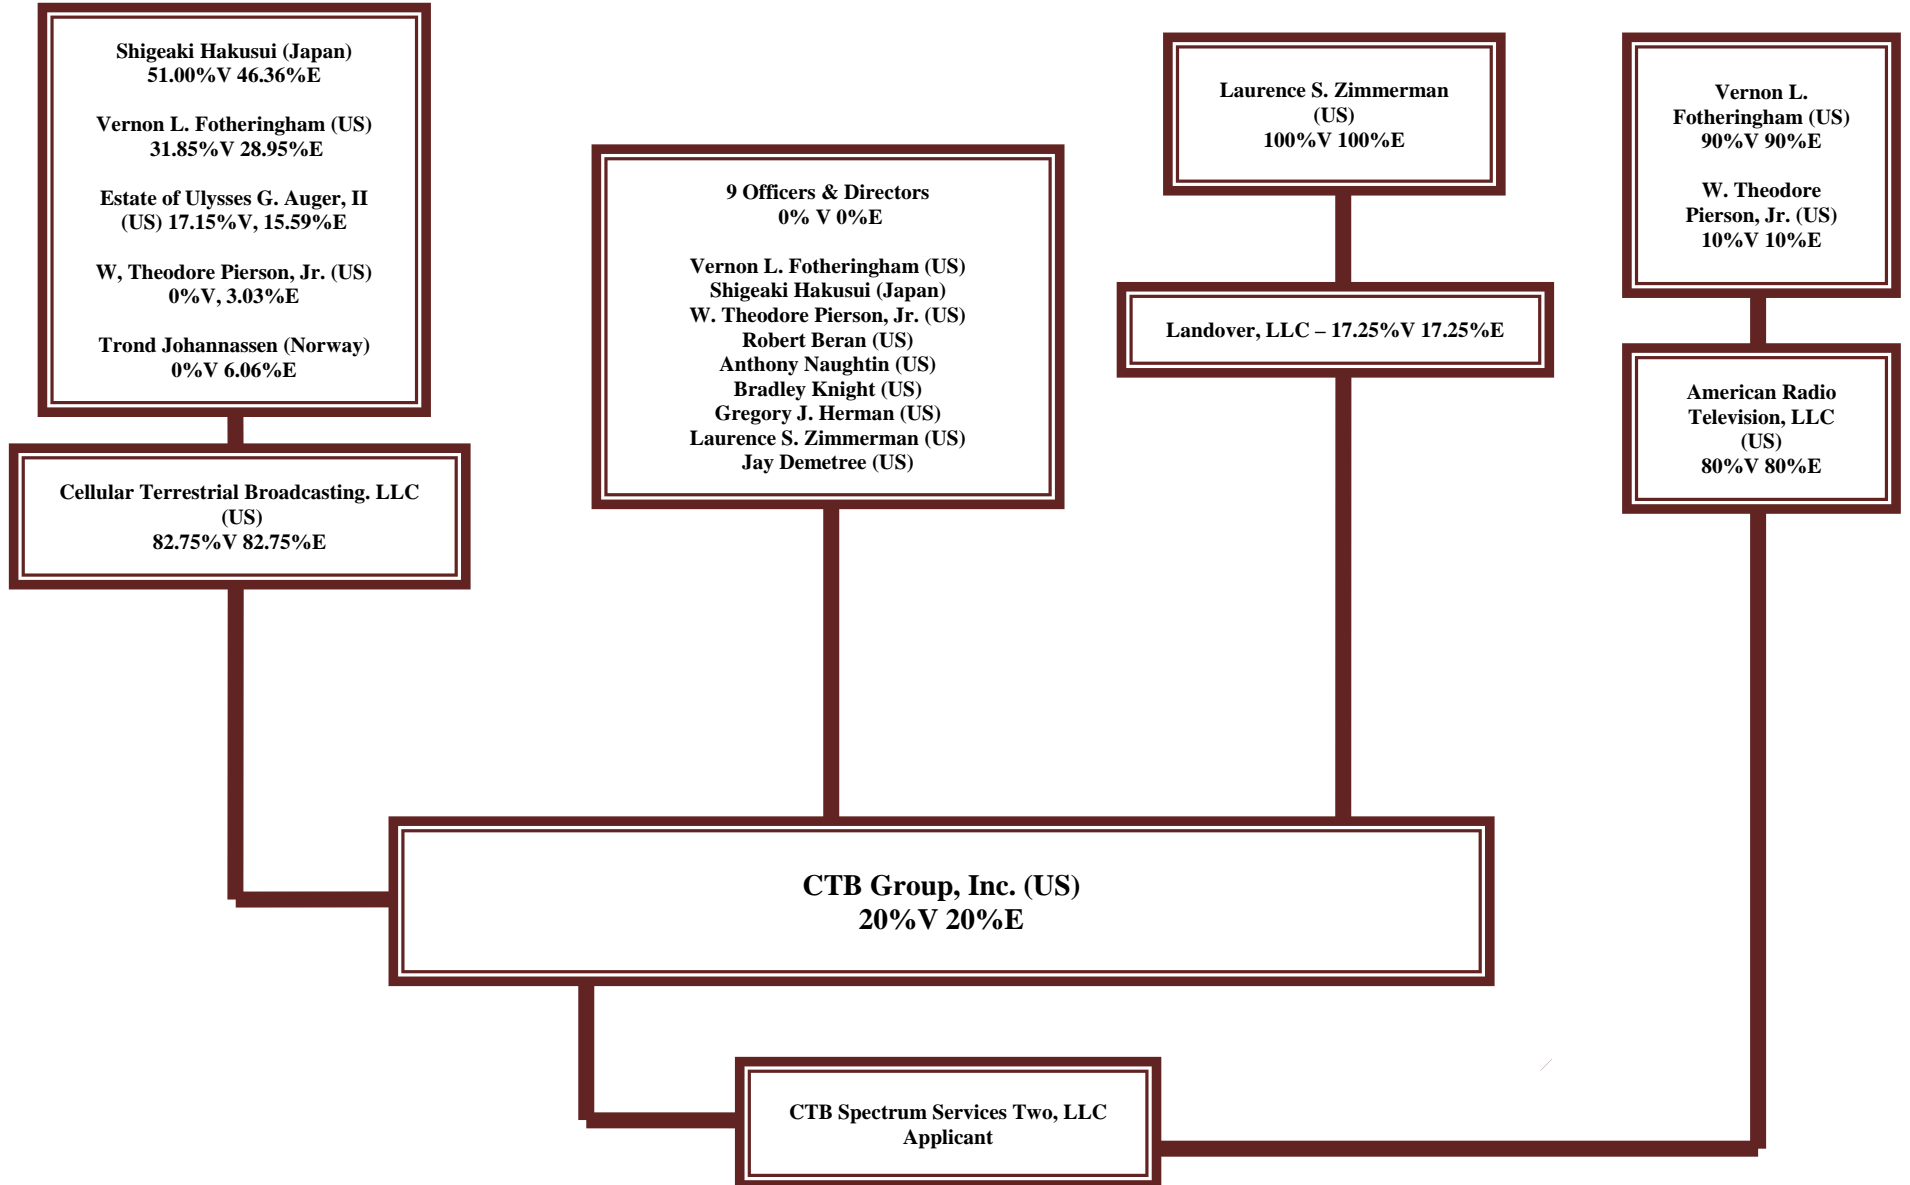 Shigeaki Hakusui (Japan)
51.00%V 46.36%E
Vernon L. Fotheringham (US)
31.85%V 28.95%E
Estate of Ulysses G. Auger, II
(US) 17.15%V, 15.59%E
W, Theodore Pierson, Jr. (US)
0%V, 3.03%E
Trond Johannassen (Norway)
0%V 6.06%E
Cellular Terrestrial Broadcasting. LLC
(US)
82.75%V 82.75%E
9 Officers & Directors
0% V 0%E
Vernon L. Fotheringham (US)
Shigeaki Hakusui (Japan)
W. Theodore Pierson, Jr. (US)
Robert Beran (US)
Anthony Naughtin (US)
Bradley Knight (US)
Gregory J. Herman (US)
Laurence S. Zimmerman (US)
Jay Demetree (US)
Laurence S. Zimmerman
(US)
100%V 100%E
Landover, LLC – 17.25%V 17.25%E
Vernon L.
Fotheringham (US)
90%V 90%E
W. Theodore
Pierson, Jr. (US)
10%V 10%E
American Radio
Television, LLC
(US)
80%V 80%E
CTB Group, Inc. (US)
20%V 20%E
CTB Spectrum Services Two, LLC
Applicant